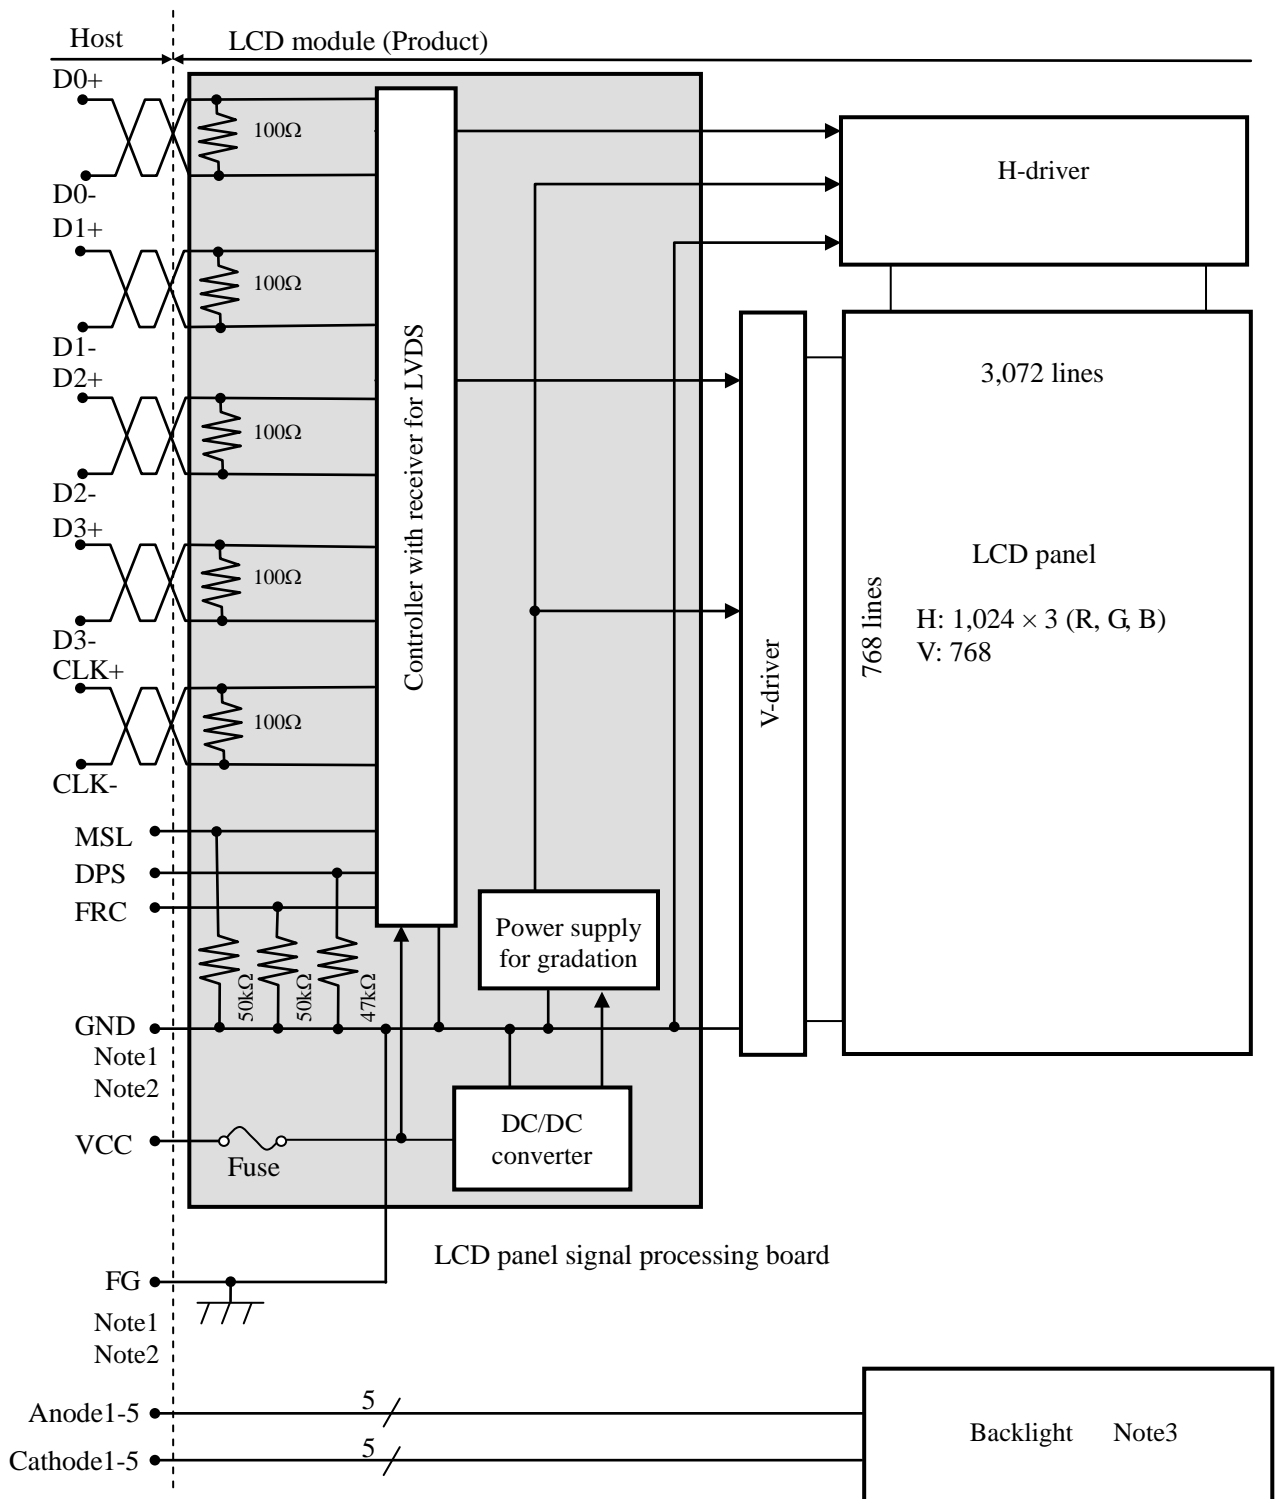 Host
LCD module (Product)
D0+
100Ω
D0-
D1+
100Ω
D1-
D2+
100Ω
D2-
D3+
100Ω
D3-
CLK+
100Ω
CLK-
MSL
DPS
FRC
50kΩ
50kΩ
47kΩ
GND
Note1
Note2
VCC
Fuse
FG
Note1
Note2
Controller with receiver for LVDS
Power supply
for gradation
DC/DC
converter
LCD panel signal processing board
H-driver
V-driver
3,072 lines
768 lines
LCD panel
H: 1,024 × 3 (R, G, B)
V: 768
Anode1-5
5
Cathode1-5
5
Backlight Note3